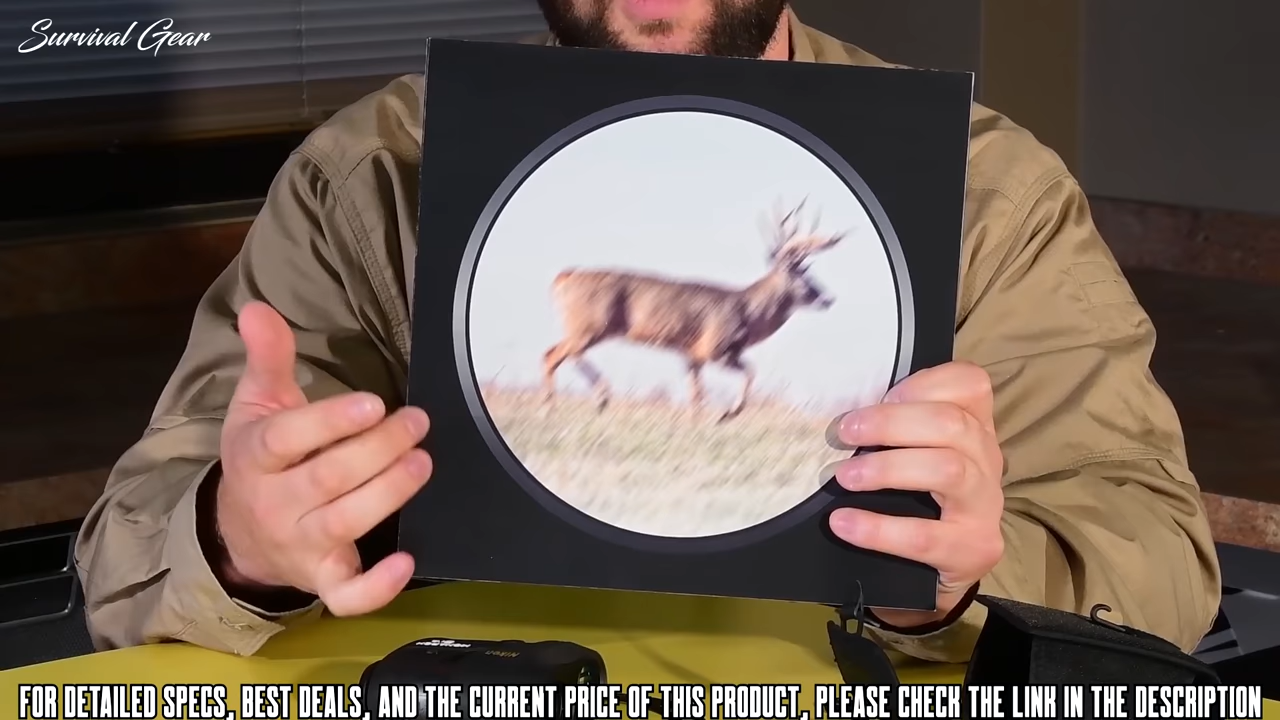 Survival Gear
Nikon
FOR DETAILED SPECS, BEST DEALS, AND THE CURRENT PRICE OF THIS PRODUCT, PLEASE CHECK THE LINK IN THE DESCRIPTION